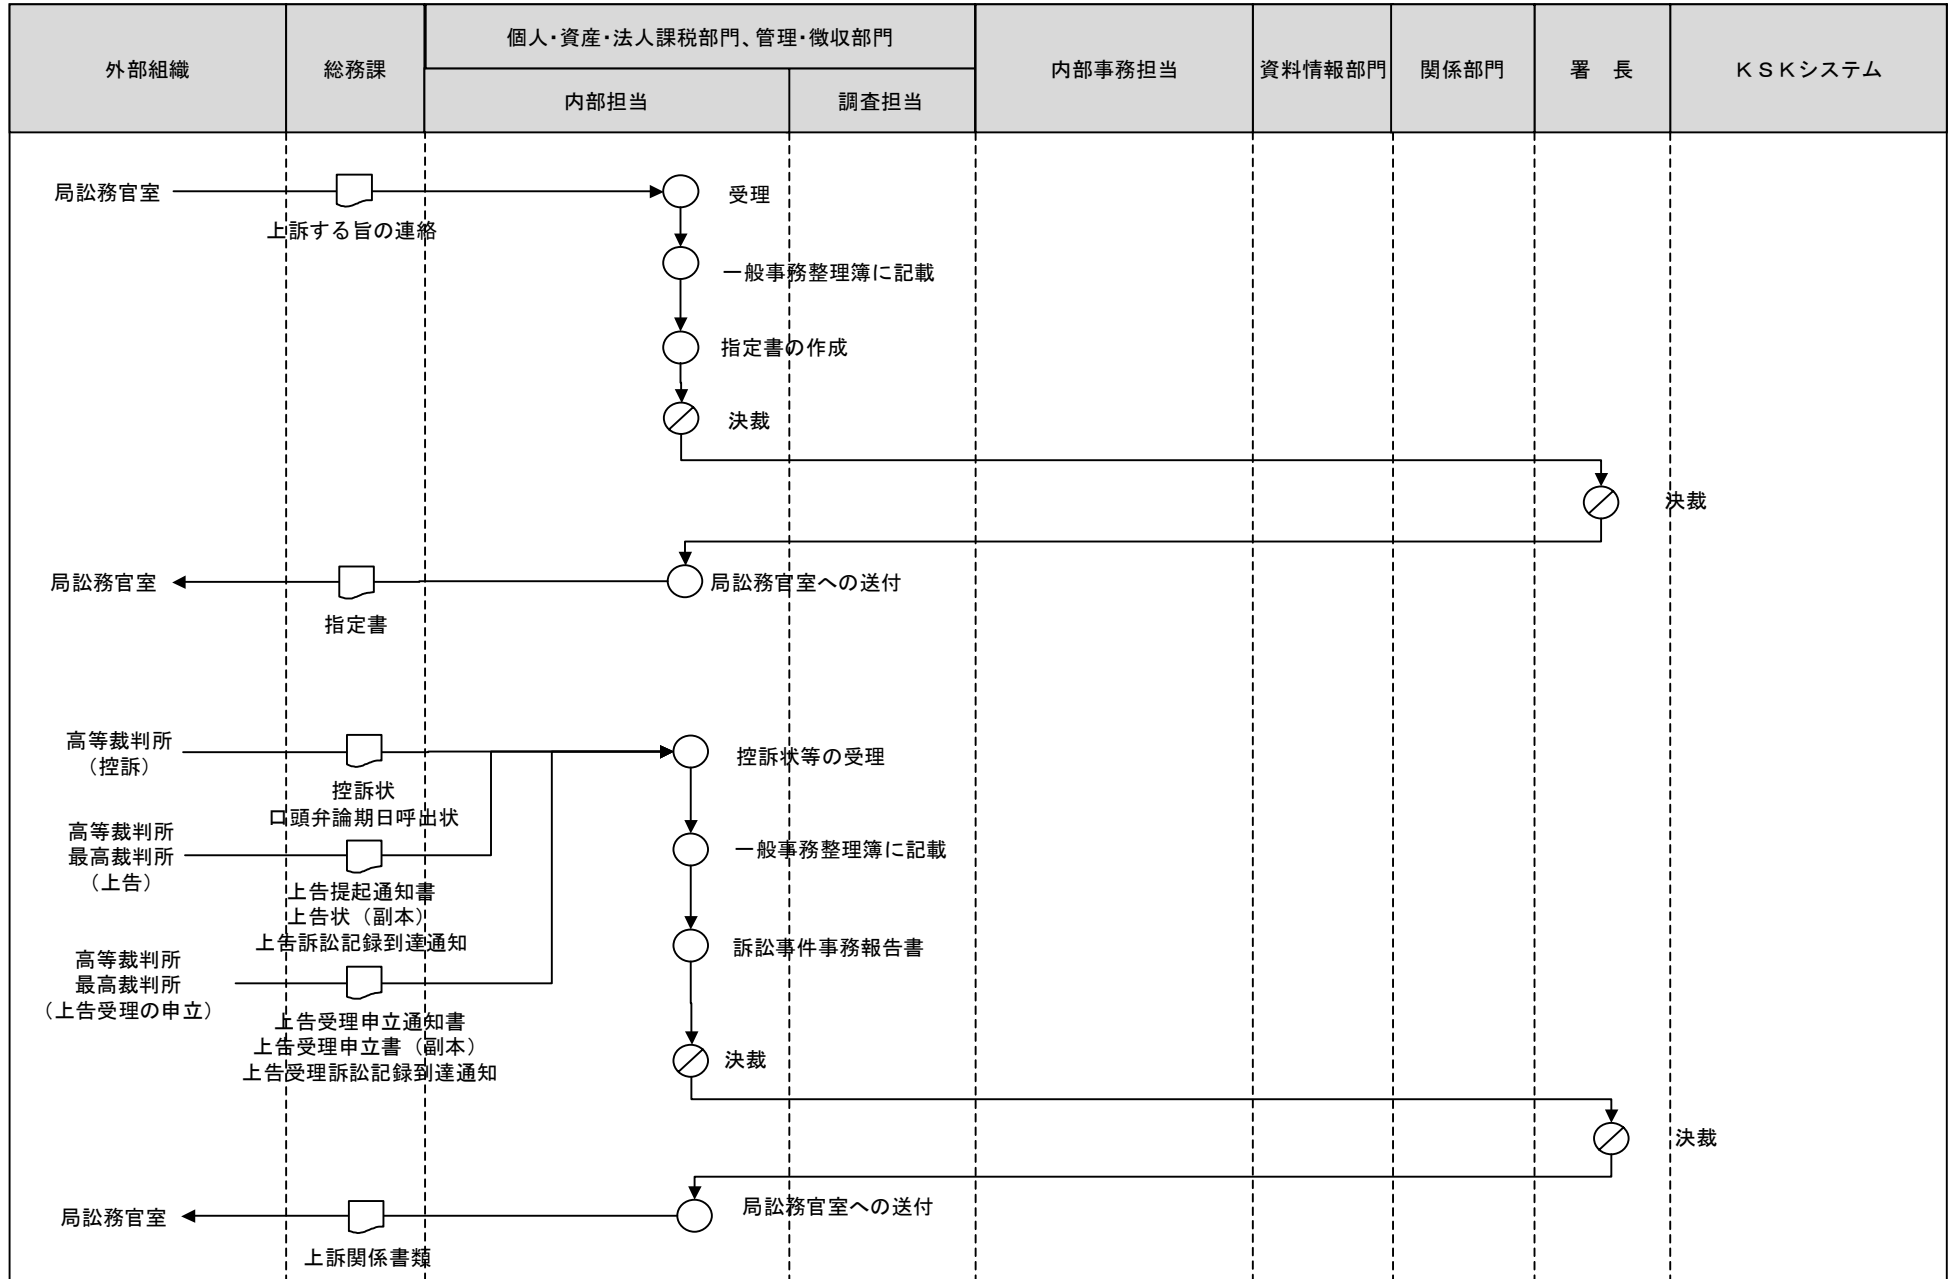 外部組織
総務課
個人・資産・法人課税部門、管理・徴収部門
内部担当
調査担当
内部事務担当
資料情報部門
関係部門
署　長
ＫＳＫシステム
局訟務官室
上訴する旨の連絡
受理
一般事務整理簿に記載
指定書の作成
決裁
決裁
局訟務官室
指定書
局訟務官室への送付
高等裁判所
（控訴）
控訴状
口頭弁論期日呼出状
控訴状等の受理
高等裁判所
最高裁判所
（上告）
上告提起通知書
上告状（副本）
上告訴訟記録到達通知
一般事務整理簿に記載
訴訟事件事務報告書
高等裁判所
最高裁判所
（上告受理の申立）
上告受理申立通知書
上告受理申立書（副本）
上告受理訴訟記録到達通知
決裁
決裁
局訟務官室
上訴関係書類
局訟務官室への送付